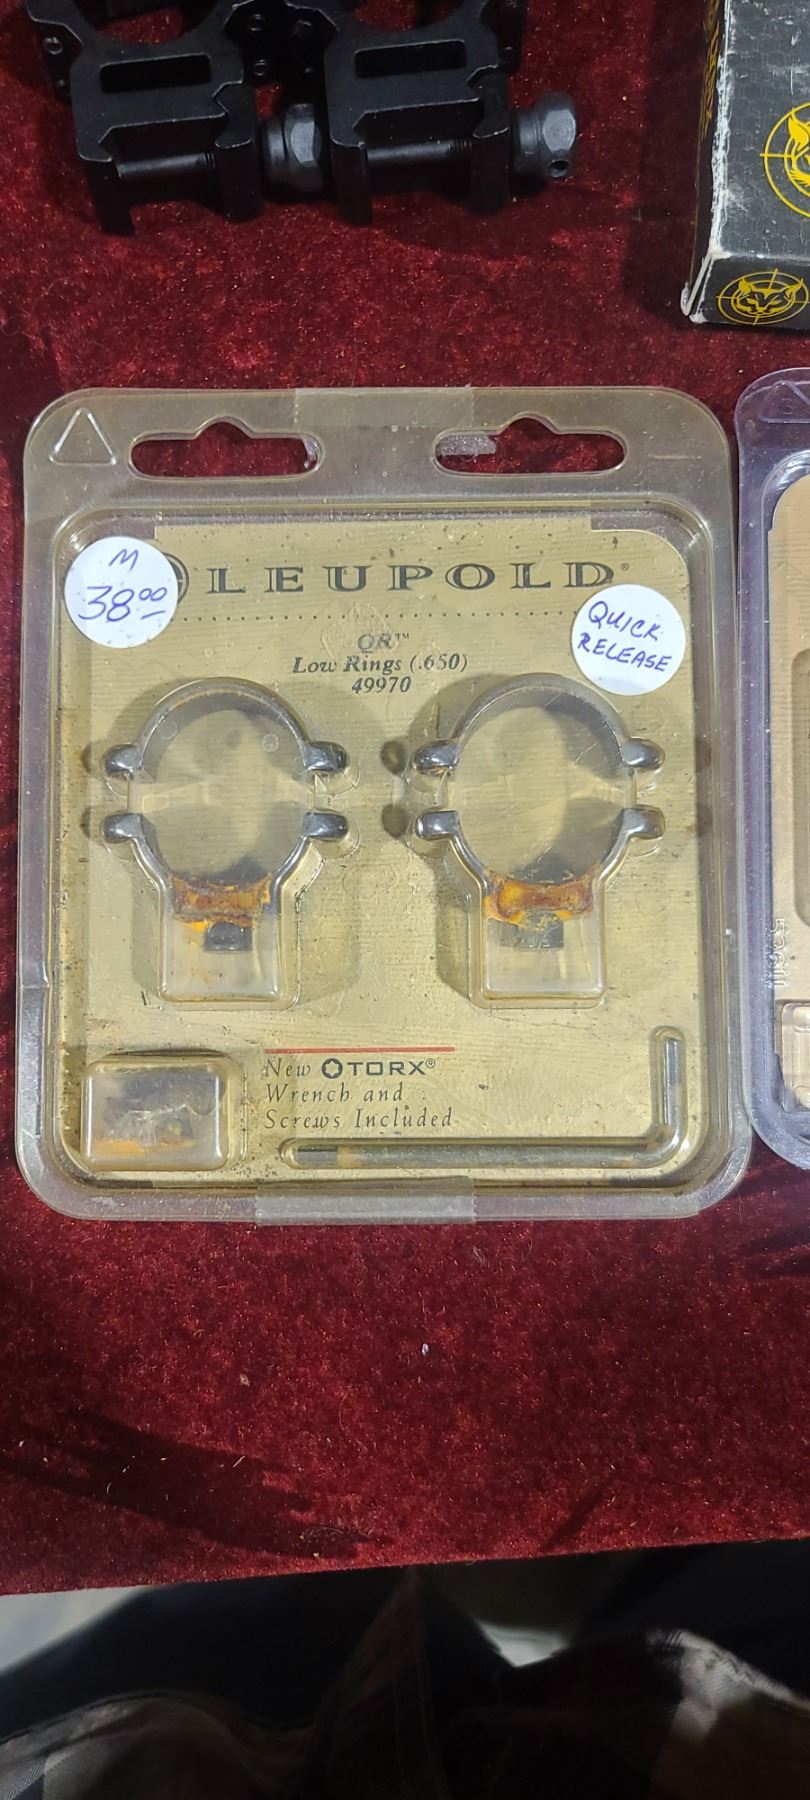 M
38.00
LEUPOLD®
QUICK
RELEASE
QR™
Low Rings (.650)
49970
New TORX®
Wrench and
Screws Included